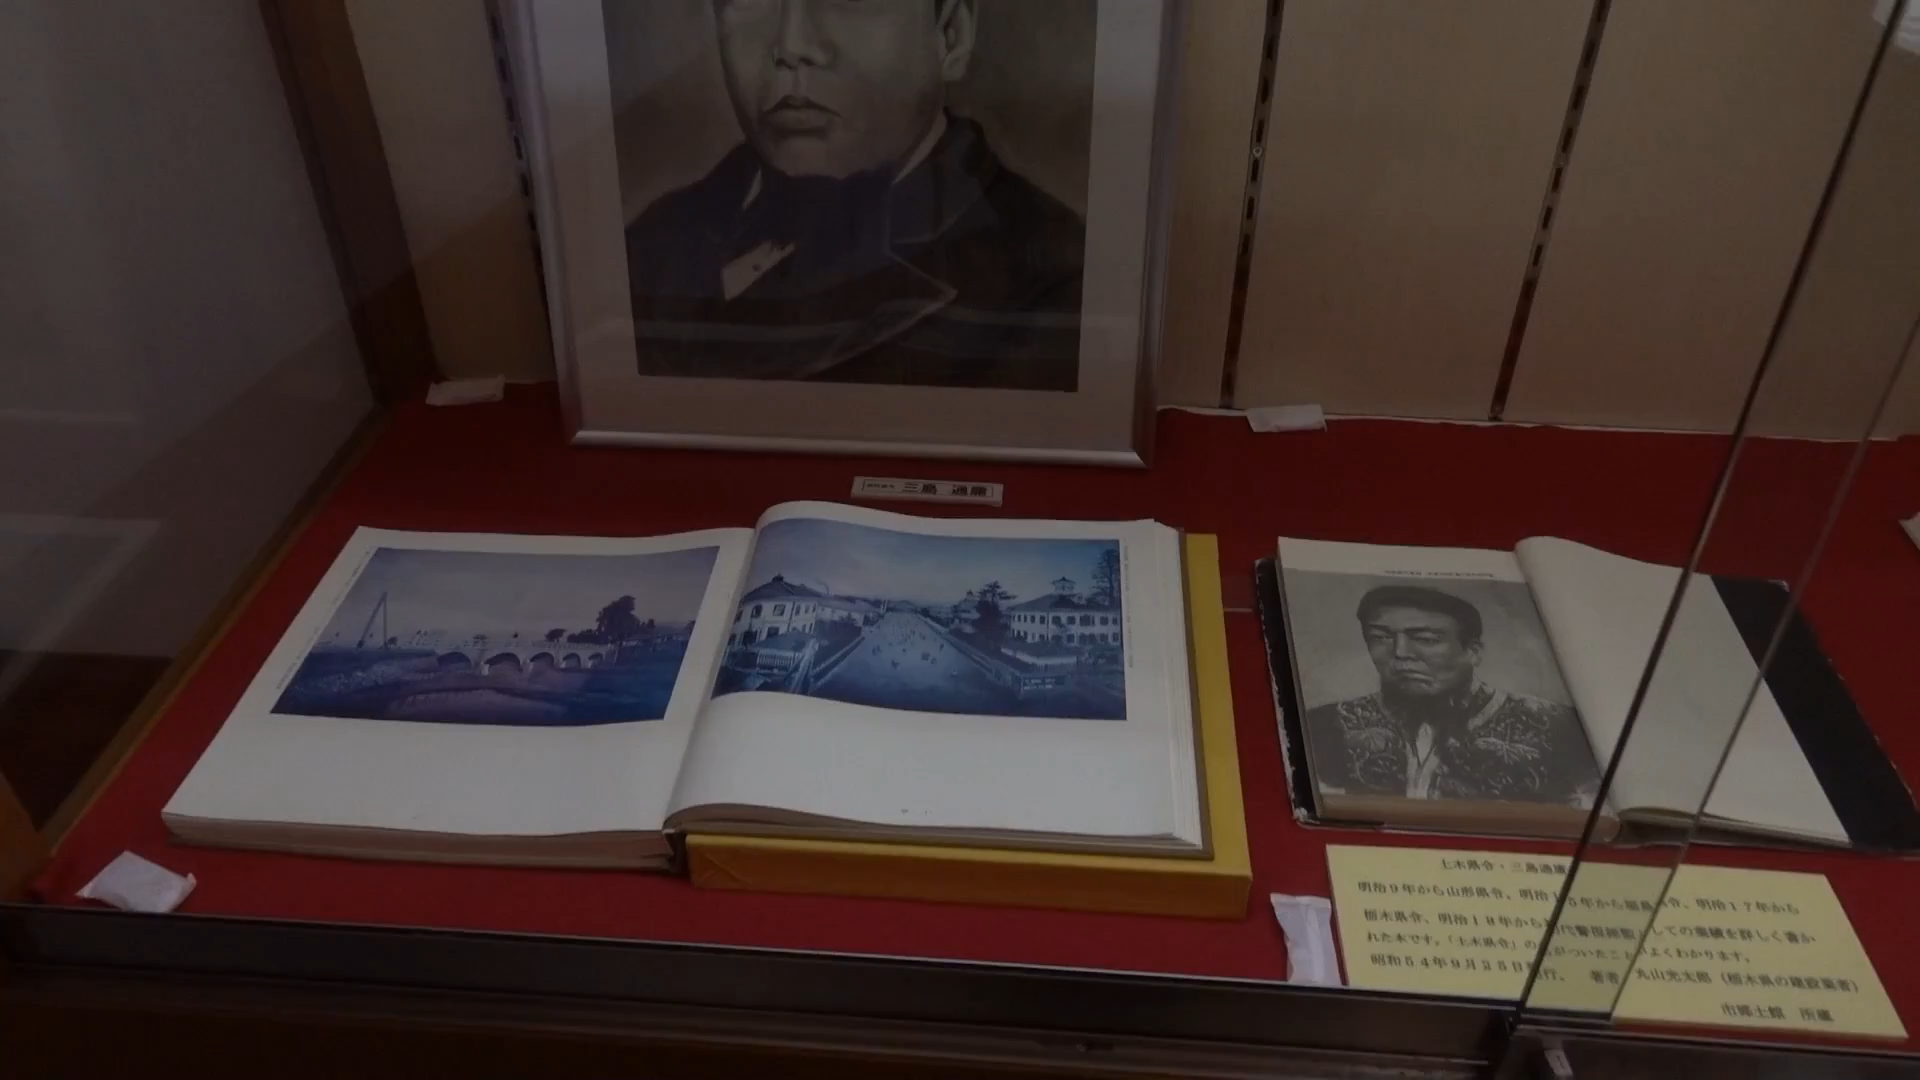 三島 通庸
土木県令・三島通庸
明治9年から山形県令、明治15年から福島県令、明治17年から
栃木県令、明治18年から 代警視総監 しての業績を詳しく書か
れた本です。「土木県令」の がついたこと よくわかります。
昭和54年9月25日 行。 著者 丸山光太郎（栃木県の建設業者）
市郷土館 所蔵